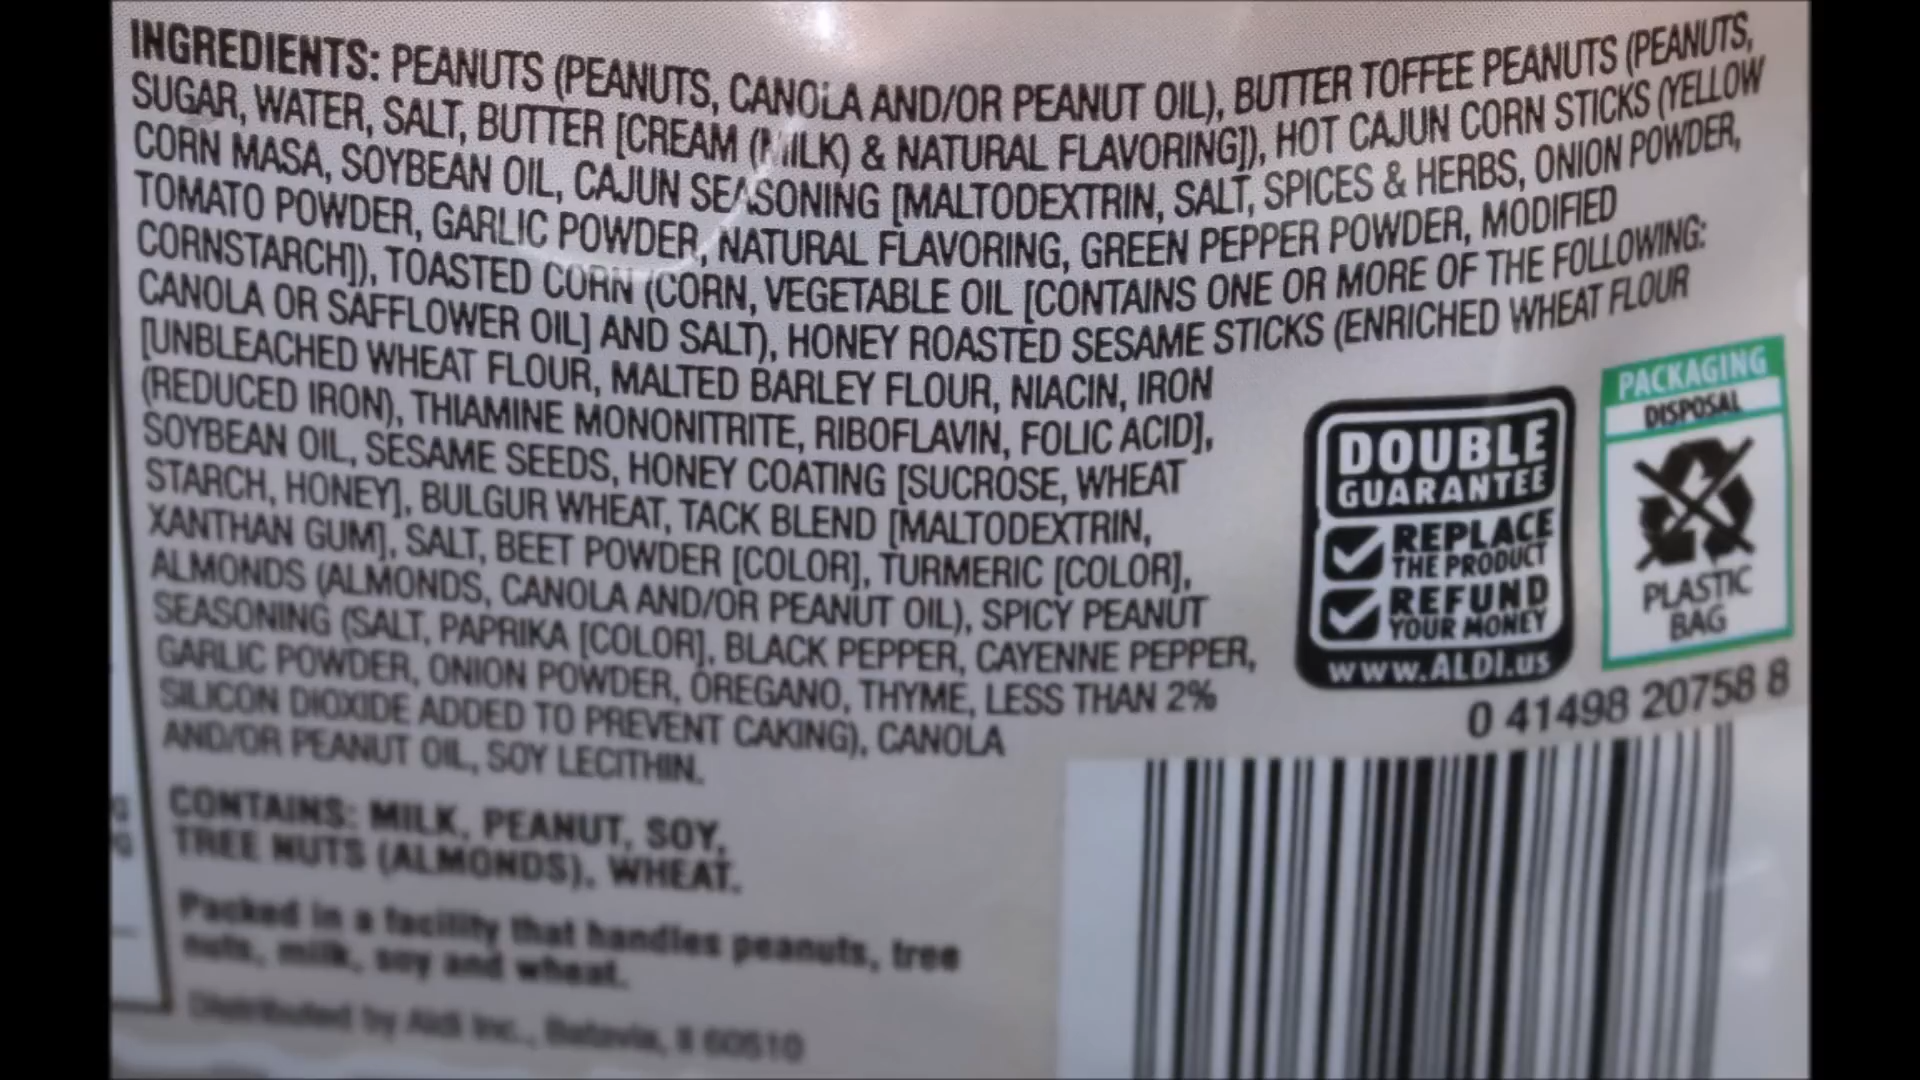 INGREDIENTS: PEANUTS (PEANUTS, CANOLA AND/OR PEANUT OIL), BUTTER TOFFEE PEANUTS (PEANUTS,
SUGAR, WATER, SALT, BUTTER [CREAM (MILK) & NATURAL FLAVORING]), HOT CAJUN CORN STICKS (YELLOW
CORN MASA, SOYBEAN OIL, CAJUN SEASONING [MALTODEXTRIN, SALT, SPICES & HERBS, ONION POWDER,
TOMATO POWDER, GARLIC POWDER, NATURAL FLAVORING, GREEN PEPPER POWDER, MODIFIED
CORNSTARCH]), TOASTED CORN (CORN, VEGETABLE OIL [CONTAINS ONE OR MORE OF THE FOLLOWING:
CANOLA OR SAFFLOWER OIL] AND SALT), HONEY ROASTED SESAME STICKS (ENRICHED WHEAT FLOUR
[UNBLEACHED WHEAT FLOUR, MALTED BARLEY FLOUR, NIACIN, IRON
(REDUCED IRON), THIAMINE MONONITRITE, RIBOFLAVIN, FOLIC ACID],
SOYBEAN OIL, SESAME SEEDS, HONEY COATING [SUCROSE, WHEAT
STARCH, HONEY], BULGUR WHEAT, TACK BLEND [MALTODEXTRIN,
XANTHAN GUM], SALT, BEET POWDER [COLOR], TURMERIC [COLOR],
ALMONDS (ALMONDS, CANOLA AND/OR PEANUT OIL), SPICY PEANUT
SEASONING (SALT, PAPRIKA [COLOR], BLACK PEPPER, CAYENNE PEPPER,
GARLIC POWDER, ONION POWDER, OREGANO, THYME, LESS THAN 2%
SILICON DIOXIDE ADDED TO PREVENT CAKING), CANOLA
AND/OR PEANUT OIL, SOY LECITHIN.
CONTAINS: MILK, PEANUT, SOY,
TREE NUTS (ALMONDS), WHEAT.
Packed in a facility that handles peanuts, tree
nuts, milk, soy and wheat.
Distributed by Aldi Inc., Batavia, Il 60510
DOUBLE
GUARANTEE
REPLACE
THE PRODUCT
REFUND
YOUR MONEY
www.ALDI.us
PACKAGING
DISPOSAL
PLASTIC
BAG
0 41498 20758 8